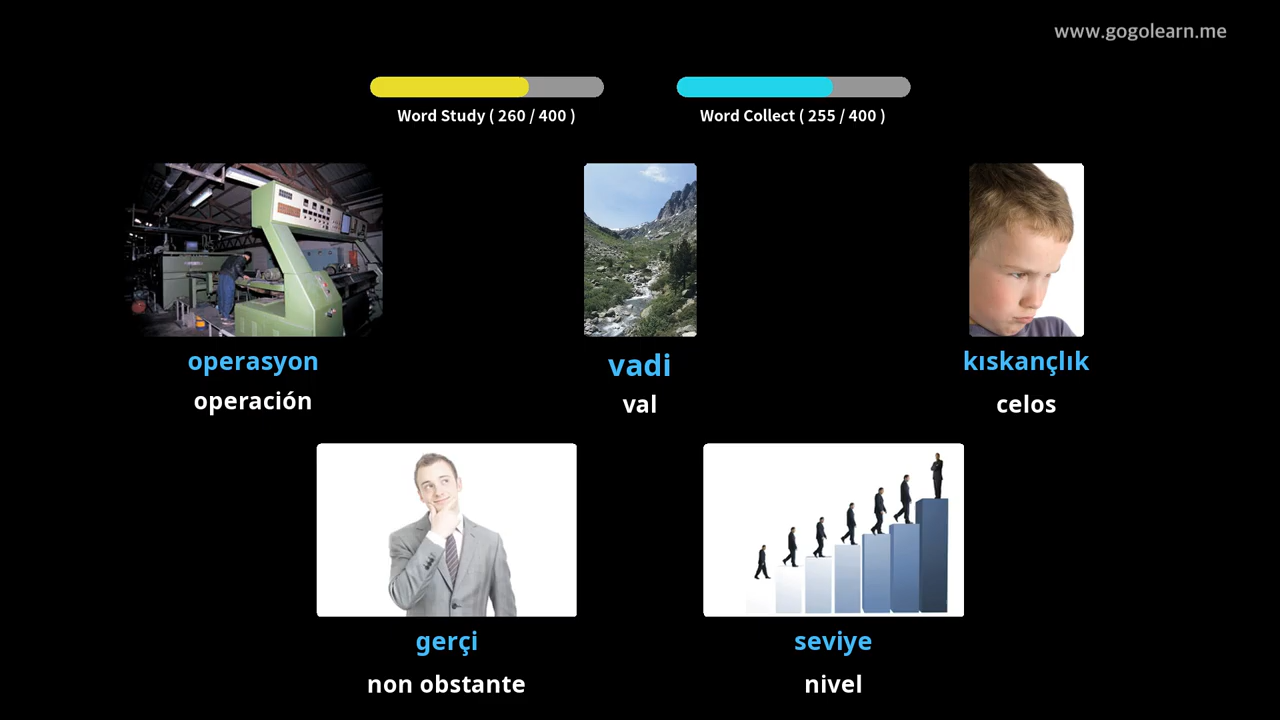 www.gogolearn.me
Word Study ( 260 / 400 )
Word Collect ( 255 / 400 )
operasyon
operación
vadi
val
kıskançlık
celos
gerçi
non obstante
seviye
nivel